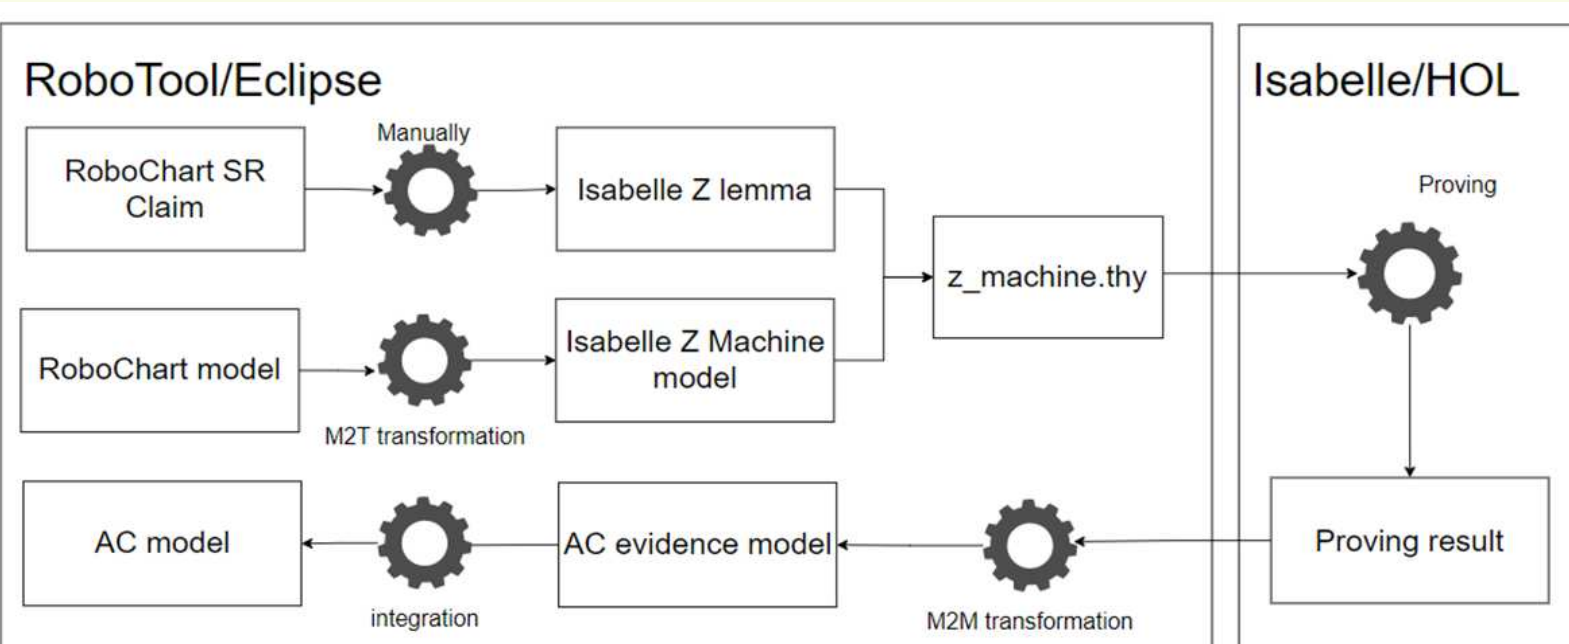 RoboTool/Eclipse
Isabelle/HOL
Manually
RoboChart SR
Claim
Isabelle Z lemma
Proving
z_machine.thy
RoboChart model
Isabelle Z Machine
model
M2T transformation
AC model
AC evidence model
Proving result
integration
M2M transformation